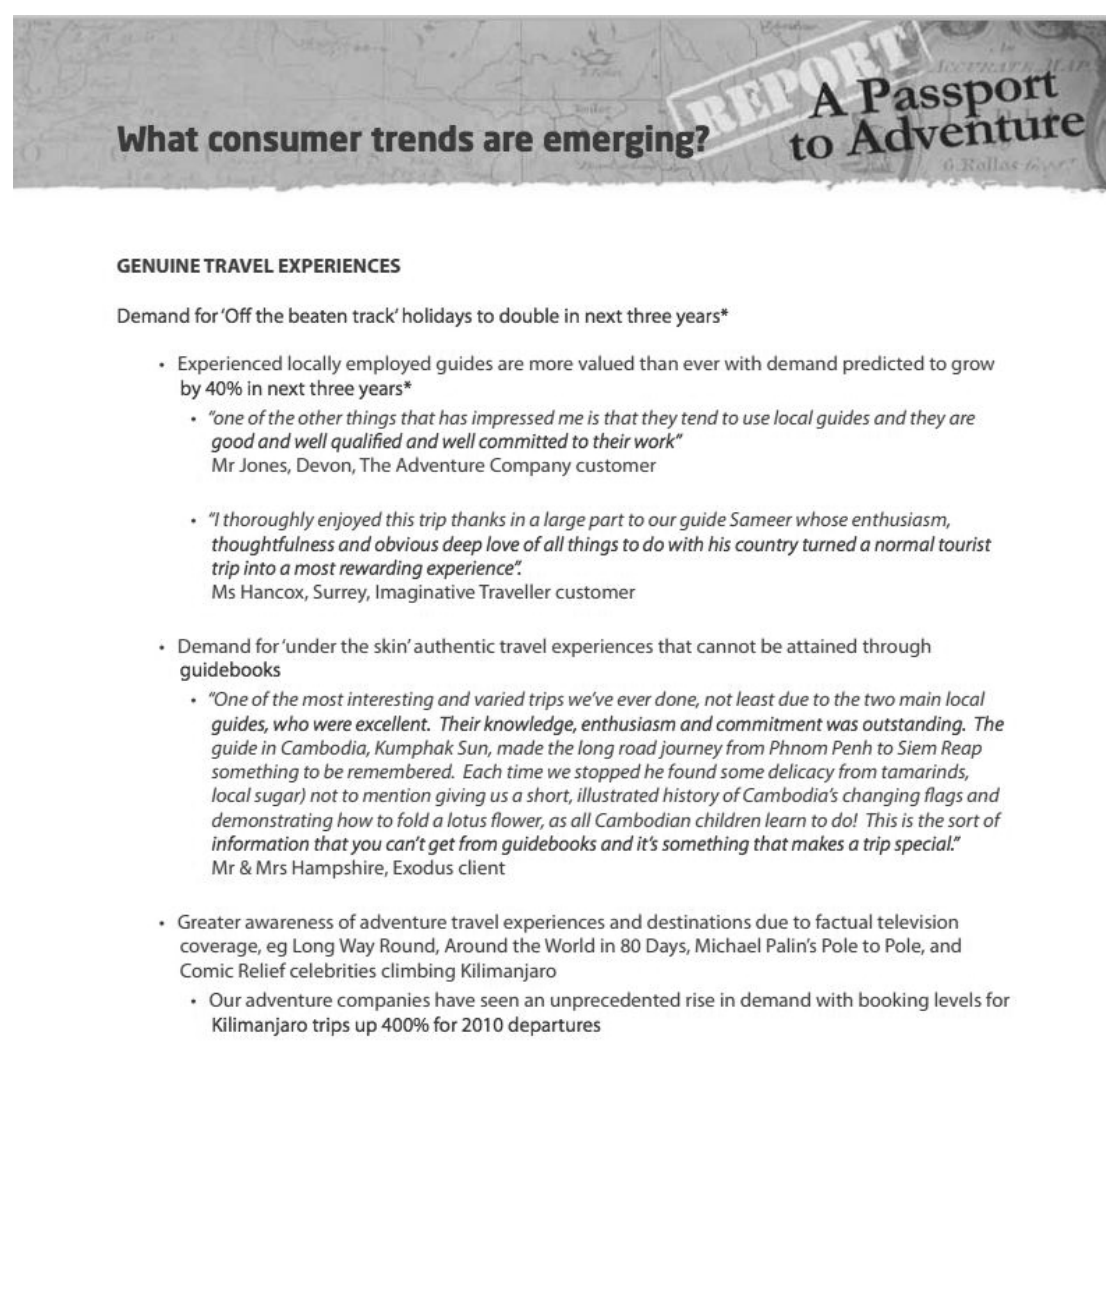 REPORT
A Passport
to Adventure
What consumer trends are emerging?
GENUINE TRAVEL EXPERIENCES
Demand for ‘Off the beaten track’ holidays to double in next three years*
• Experienced locally employed guides are more valued than ever with demand predicted to grow
by 40% in next three years*
• “one of the other things that has impressed me is that they tend to use local guides and they are
good and well qualified and well committed to their work”
Mr Jones, Devon, The Adventure Company customer
• “I thoroughly enjoyed this trip thanks in a large part to our guide Sameer whose enthusiasm,
thoughtfulness and obvious deep love of all things to do with his country turned a normal tourist
trip into a most rewarding experience”.
Ms Hancox, Surrey, Imaginative Traveller customer
• Demand for ‘under the skin’ authentic travel experiences that cannot be attained through
guidebooks
• “One of the most interesting and varied trips we’ve ever done, not least due to the two main local
guides, who were excellent. Their knowledge, enthusiasm and commitment was outstanding. The
guide in Cambodia, Kumphak Sun, made the long road journey from Phnom Penh to Siem Reap
something to be remembered. Each time we stopped he found some delicacy from tamarinds,
local sugar) not to mention giving us a short, illustrated history of Cambodia’s changing flags and
demonstrating how to fold a lotus flower, as all Cambodian children learn to do! This is the sort of
information that you can’t get from guidebooks and it’s something that makes a trip special.”
Mr & Mrs Hampshire, Exodus client
• Greater awareness of adventure travel experiences and destinations due to factual television
coverage, eg Long Way Round, Around the World in 80 Days, Michael Palin’s Pole to Pole, and
Comic Relief celebrities climbing Kilimanjaro
• Our adventure companies have seen an unprecedented rise in demand with booking levels for
Kilimanjaro trips up 400% for 2010 departures